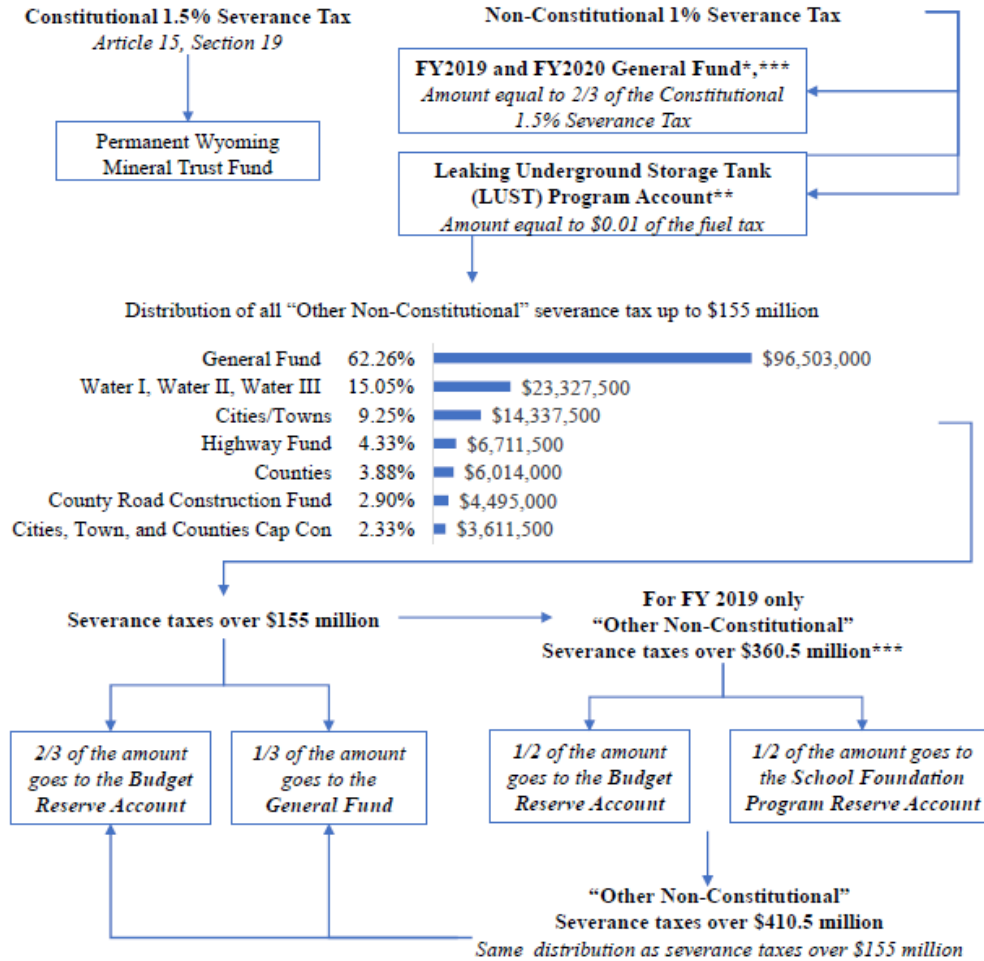 Constitutional 1.5% Severance Tax
Article 15, Section 19
Permanent Wyoming
Mineral Trust Fund
Non-Constitutional 1% Severance Tax
FY2019 and FY2020 General Fund*,***
Amount equal to 2/3 of the Constitutional
1.5% Severance Tax
Leaking Underground Storage Tank
(LUST) Program Account**
Amount equal to $0.01 of the fuel tax
Distribution of all “Other Non-Constitutional” severance tax up to $155 million
General Fund 62.26% $96,503,000
Water I, Water II, Water III 15.05% $23,327,500
Cities/Towns 9.25% $14,337,500
Highway Fund 4.33% $6,711,500
Counties 3.88% $6,014,000
County Road Construction Fund 2.90% $4,495,000
Cities, Town, and Counties Cap Con 2.33% $3,611,500
Severance taxes over $155 million
For FY 2019 only
“Other Non-Constitutional”
Severance taxes over $360.5 million***
2/3 of the amount
goes to the Budget
Reserve Account
1/3 of the amount
goes to the
General Fund
1/2 of the amount
goes to the Budget
Reserve Account
1/2 of the amount goes to
the School Foundation
Program Reserve Account
“Other Non-Constitutional”
Severance taxes over $410.5 million
Same distribution as severance taxes over $155 million